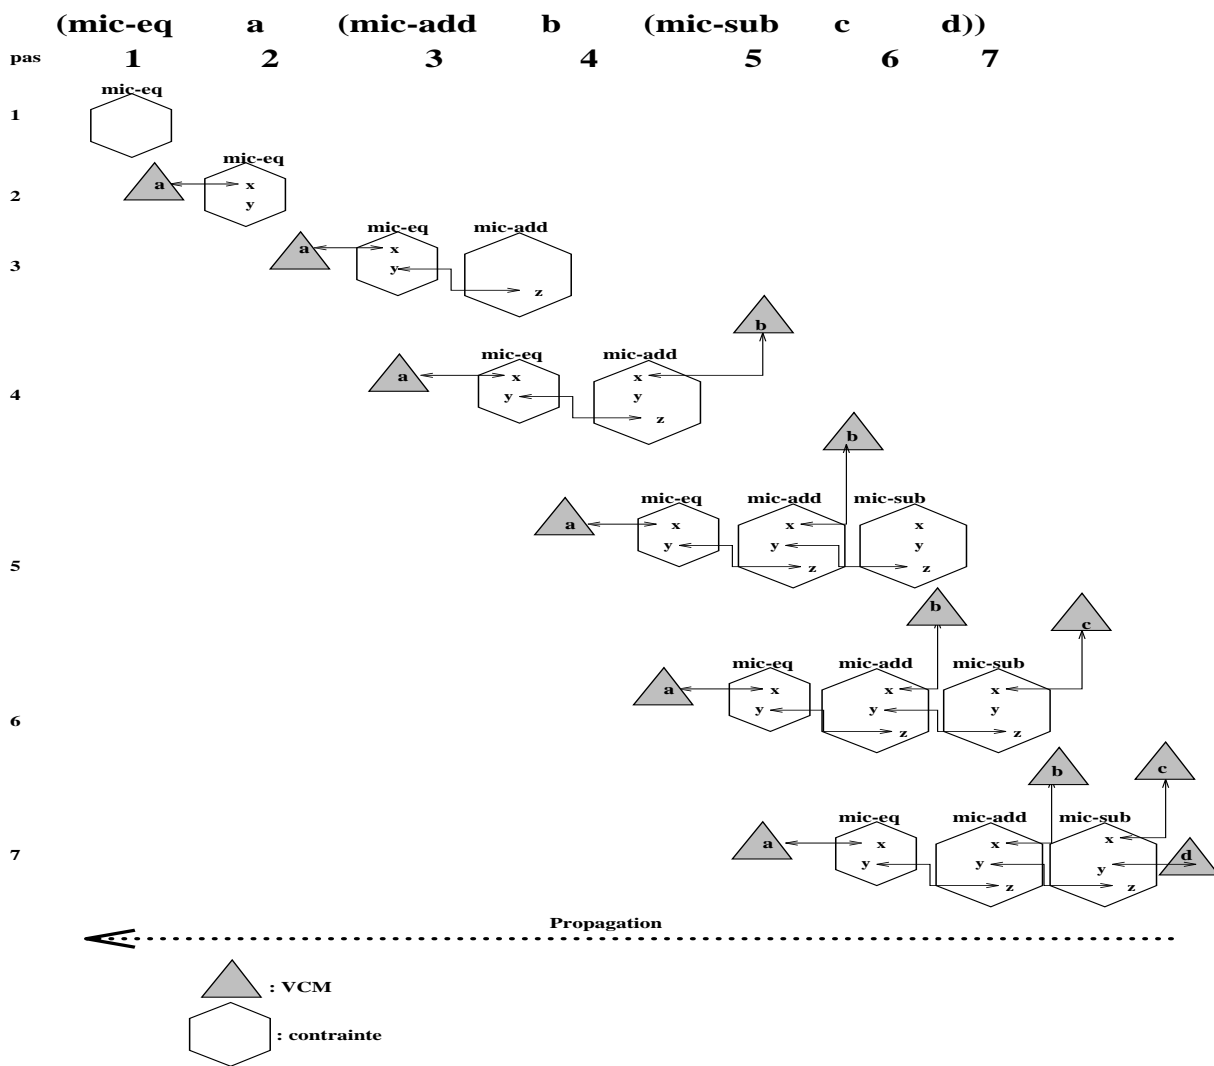 (mic-eq a (mic-add b (mic-sub c d))
pas 1 2 3 4 5 6 7
mic-eq
1
mic-eq
a x
2
y
mic-eq mic-add
a x
3
y
z
b
mic-eq mic-add
a x x
4
y y
z
b
mic-eq mic-add mic-sub
a x x x
y y y
5
z z
b
c
mic-eq mic-add mic-sub
a x x x
y y y
6
z z
b c
mic-eq mic-add mic-sub
a x x x
7
y y y d
z z
Propagation
: VCM
: contrainte